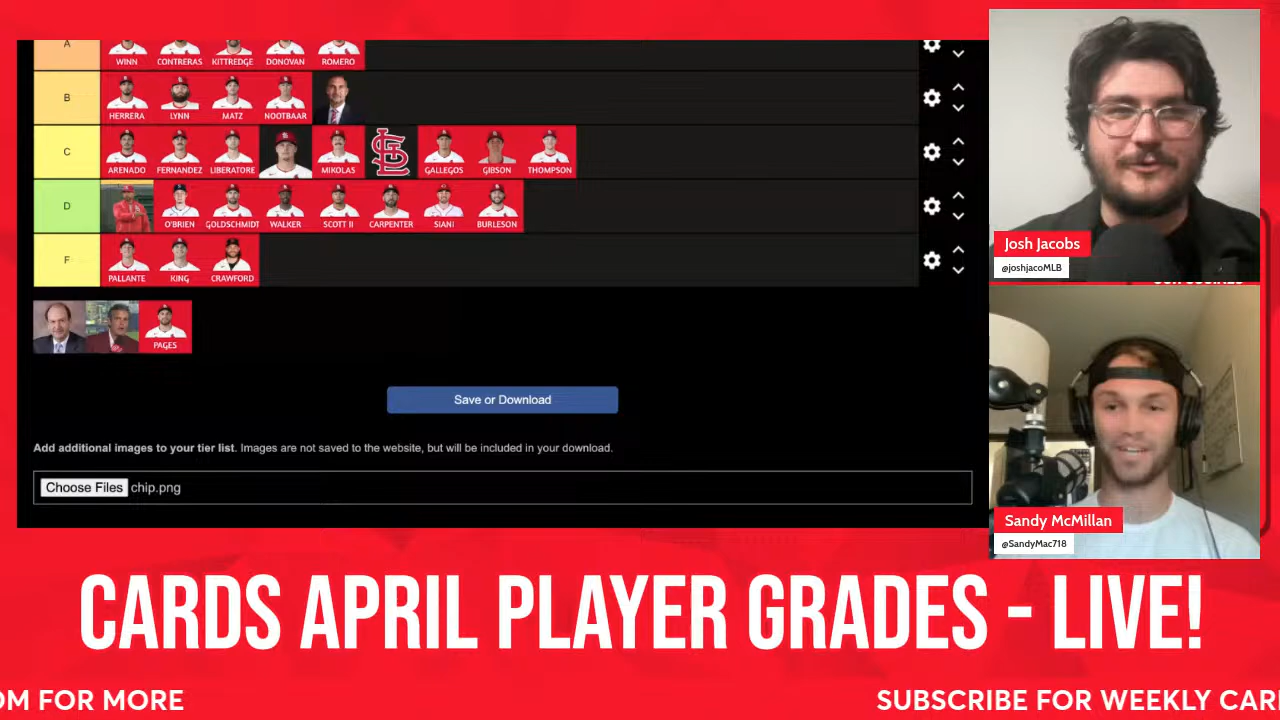 A
WINN CONTRERAS KITTREDGE DONOVAN ROMERO
B
HERRERA LYNN MATZ NOOTBAAR
C
ARENADO FERNANDEZ LIBERATORE MIKOLAS GALLEGOS GIBSON THOMPSON
D
O'BRIEN GOLDSCHMIDT WALKER SCOTT II CARPENTER SIANI BURLESON
F
PALLANTE KING CRAWFORD
PAGES
Save or Download
Add additional images to your tier list. Images are not saved to the website, but will be included in your download.
Choose Files chip.png
Josh Jacobs
@joshjacoMLB
Sandy McMillan
@SandyMac718
CARDS APRIL PLAYER GRADES - LIVE!
OM FOR MORE SUBSCRIBE FOR WEEKLY CARI